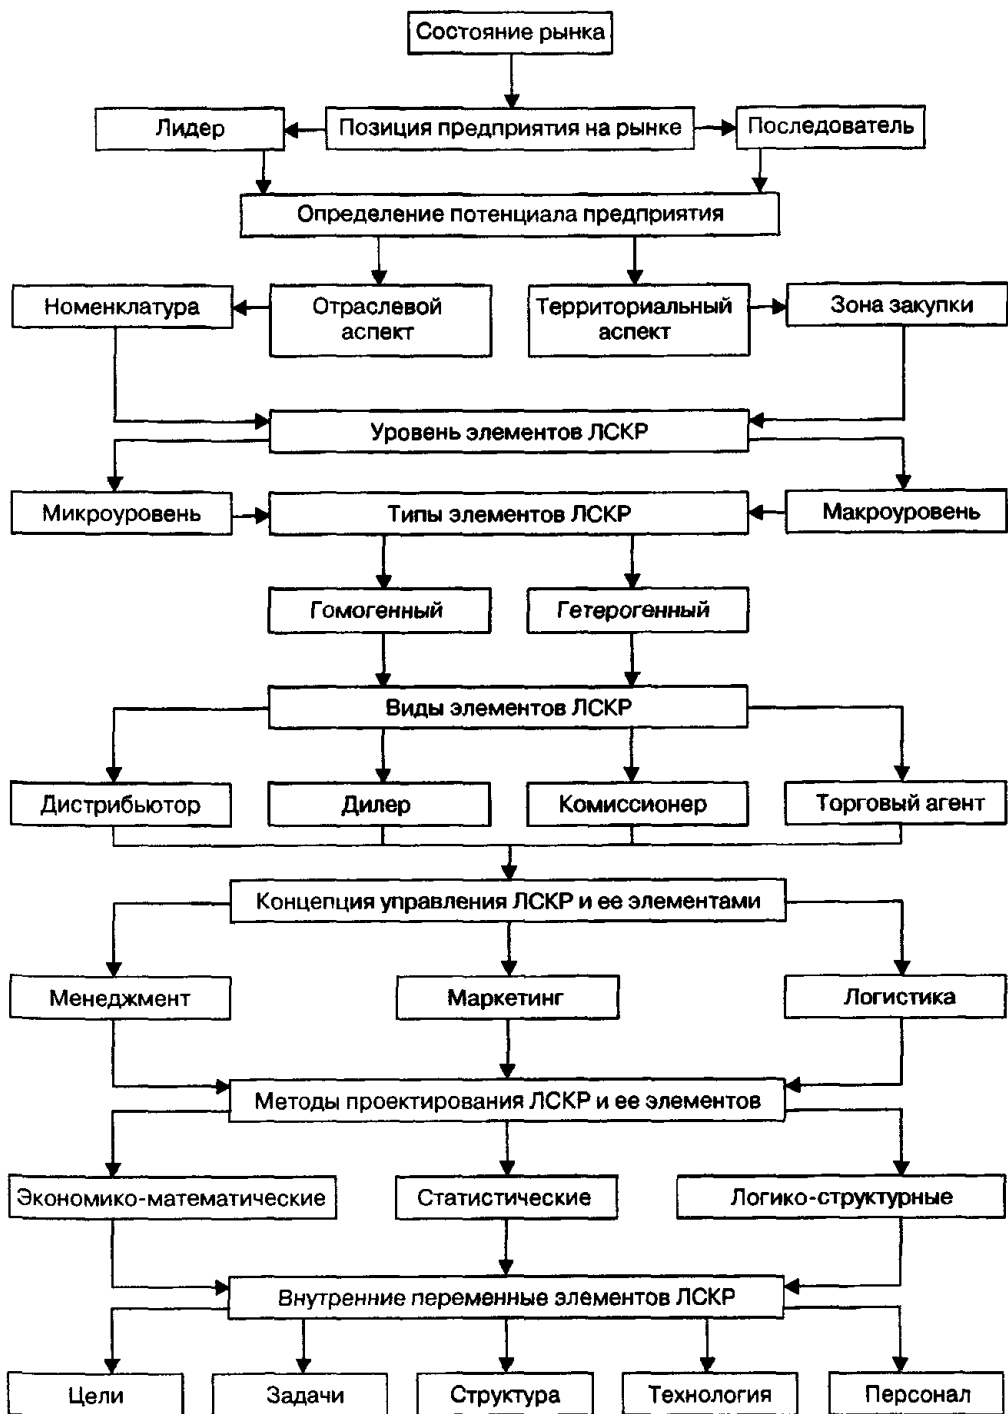 Состояние рынка
Лидер
Позиция предприятия на рынке
Последователь
Определение потенциала предприятия
Номенклатура
Отраслевой
аспект
Территориальный
аспект
Зона закупки
Уровень элементов ЛСКР
Микроуровень
Типы элементов ЛСКР
Макроуровень
Гомогенный
Гетерогенный
Виды элементов ЛСКР
Дистрибьютор
Дилер
Комиссионер
Торговый агент
Концепция управления ЛСКР и ее элементами
Менеджмент
Маркетинг
Логистика
Методы проектирования ЛСКР и ее элементов
Экономико-математические
Статистические
Логико-структурные
Внутренние переменные элементов ЛСКР
Цели
Задачи
Структура
Технология
Персонал